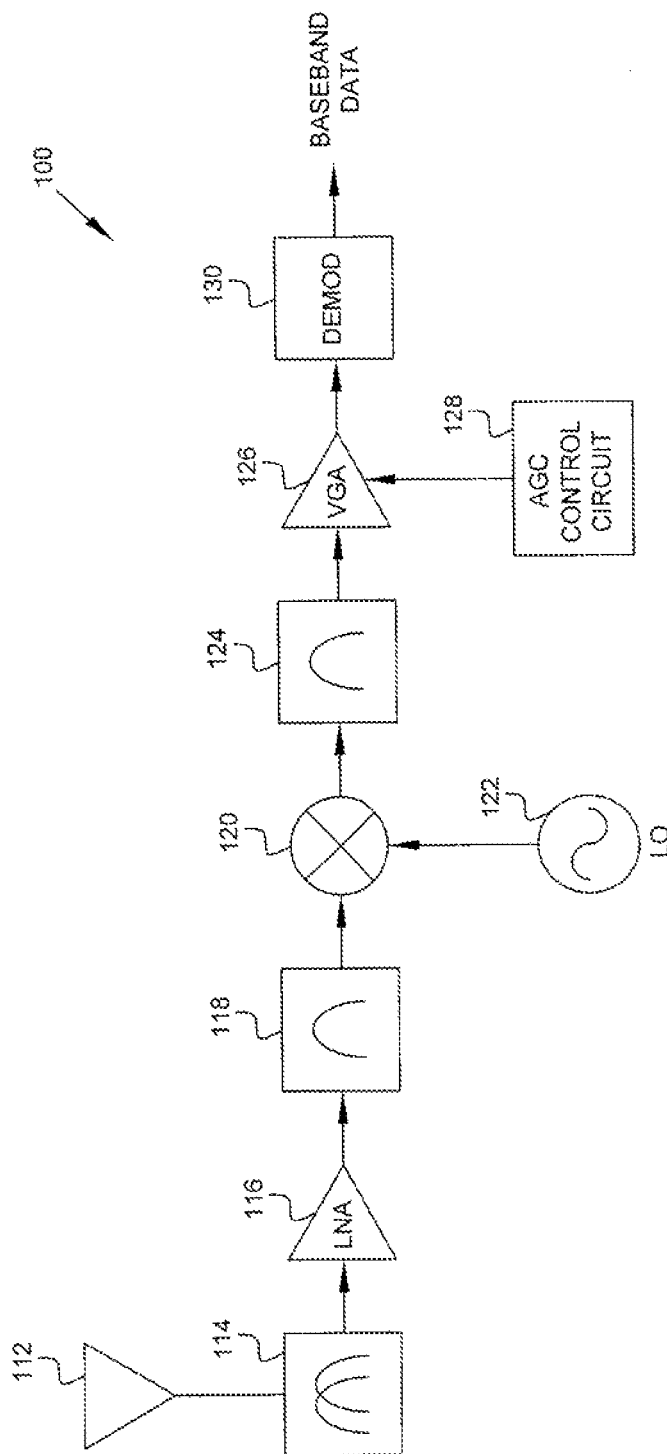 100
112
114
116
LNA
118
120
122
LO
124
126
VGA
128
AGC
CONTROL
CIRCUIT
130
DEMOD
BASEBAND
DATA